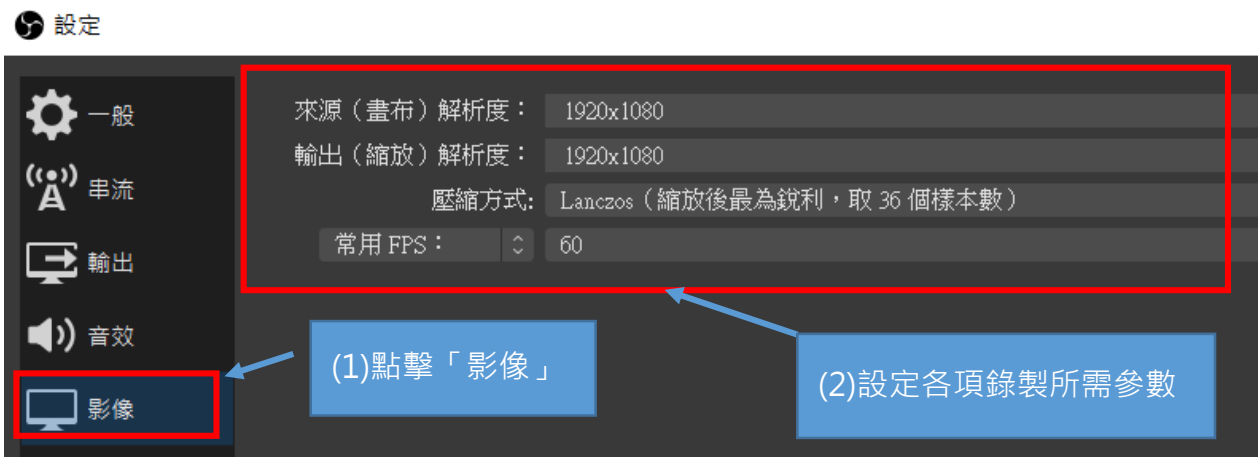 設定
一般
串流
輸出
音效
影像
來源（畫布）解析度： 1920x1080
輸出（縮放）解析度： 1920x1080
壓縮方式: Lanczos（縮放後最為銳利，取 36 個樣本數）
常用 FPS： 60
(1)點擊「影像」
(2)設定各項錄製所需參數